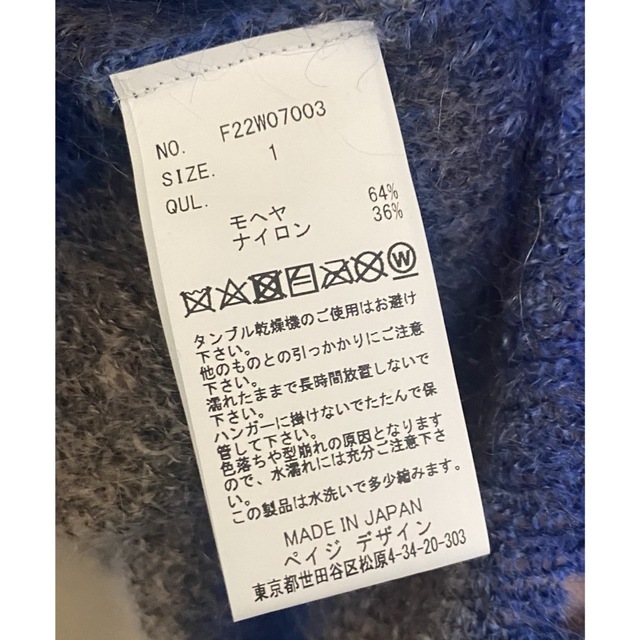 NO. F22W07003
SIZE. 1
QUL.
モヘヤ 64%
ナイロン 36%
W
タンブル乾燥機のご使用はお避け
下さい。
他のものとの引っかかりにご注意
下さい。
濡れたままで長時間放置しないで
下さい。
ハンガーに掛けないでたたんで保
管して下さい。
色落ちや型崩れの原因となります
ので、水濡れには充分ご注意下さ
い。
この製品は水洗いで多少縮みます。
MADE IN JAPAN
ペイジ デザイン
東京都世田谷区松原4-34-20-303